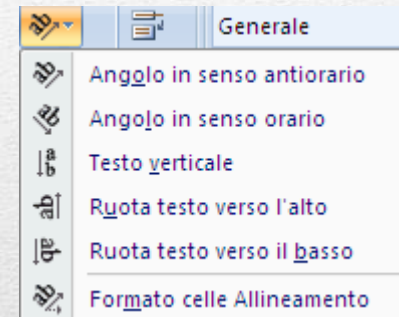 Generale
Angolo in senso antiorario
Angolo in senso orario
Testo verticale
Ruota testo verso l'alto
Ruota testo verso il basso
Formato celle Allineamento